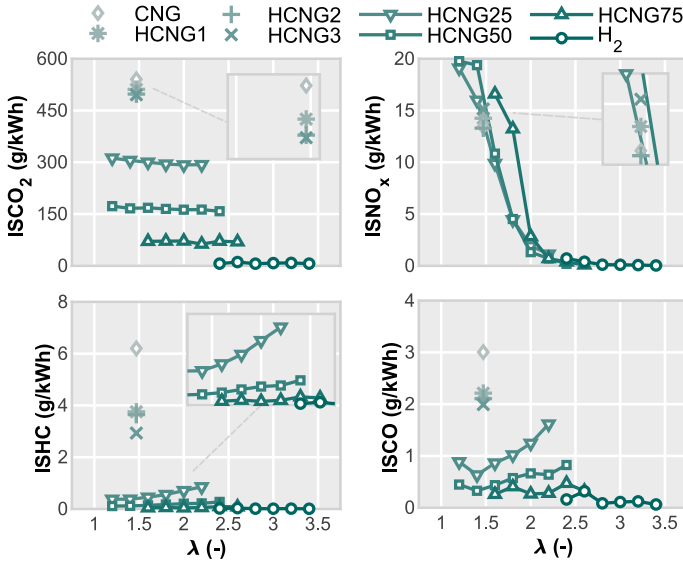 CNG HCNG2 HCNG25 HCNG75
HCNG1 HCNG3 HCNG50 H2
600
450
300
150
0
ISCO2 (g/kWh)
20
15
10
5
0
ISNOx (g/kWh)
8
6
4
2
0
ISHC (g/kWh)
1 1.5 2 2.5 3 3.5
λ (-)
4
3
2
1
0
ISCO (g/kWh)
1 1.5 2 2.5 3 3.5
λ (-)